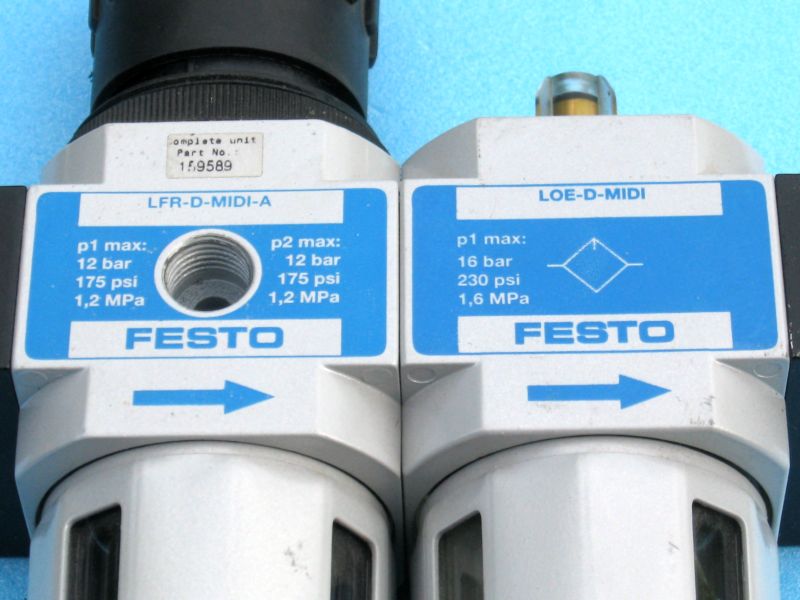 omplete unit
Part No.:
159589
LFR-D-MIDI-A
p1 max:
12 bar
175 psi
1,2 MPa
p2 max:
12 bar
175 psi
1,2 MPa
FESTO
LOE-D-MIDI
p1 max:
16 bar
230 psi
1,6 MPa
FESTO